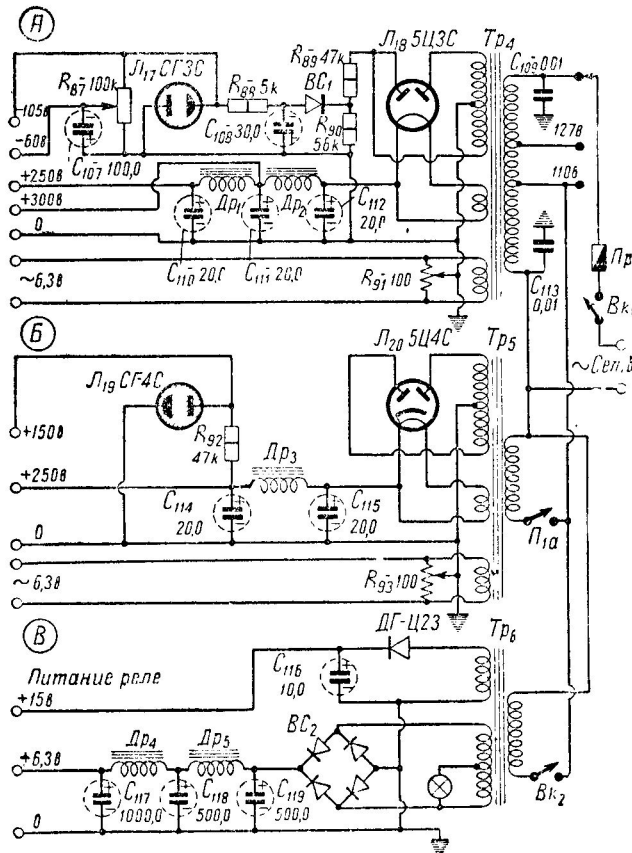 А
Л17 СГ3С
R87-100k
R88 5k
ВС1
R89-47k
Л18 5Ц3С
Тр4
С109 001
-105в
-60в
С107-100,0
С108 30,0
R90-56k
127в
110в
+250в
+300в
Др1
Др2
С112
20,0
0
С110-20,0
С111-20,0
R91-100
С113
0,01
Пр
~6,3в
Б
Л19 СГ4С
Л20 5Ц4С
Тр5
+150в
R92
47k
Др3
+250в
С114
20,0
С115
20,0
П1а
0
~6,3в
R93-100
В
ДГ-Ц23
Тр6
Питание реле
С116
10,0
+15в
Др4
Др5
ВС2
+6,3в
С117
1000,0
С118
500,0
С119
500,0
Вк2
0